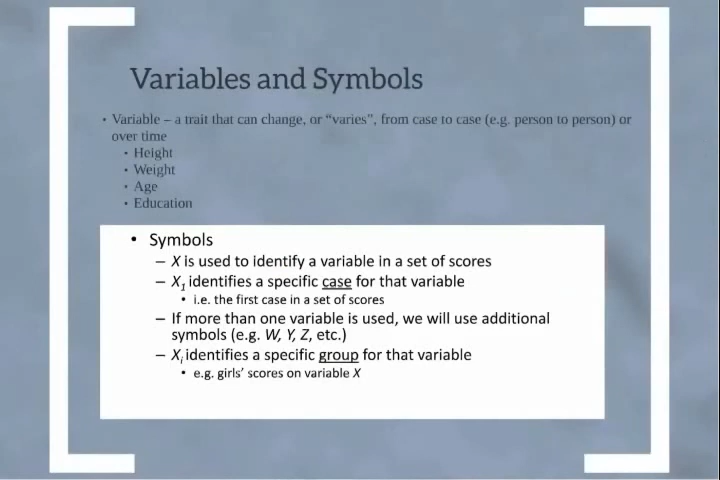 Variables and Symbols
• Variable – a trait that can change, or “varies”, from case to case (e.g. person to person) or
over time
• Height
• Weight
• Age
• Education
• Symbols
– X is used to identify a variable in a set of scores
– X1 identifies a specific case for that variable
• i.e. the first case in a set of scores
– If more than one variable is used, we will use additional
symbols (e.g. W, Y, Z, etc.)
– Xi identifies a specific group for that variable
• e.g. girls’ scores on variable X